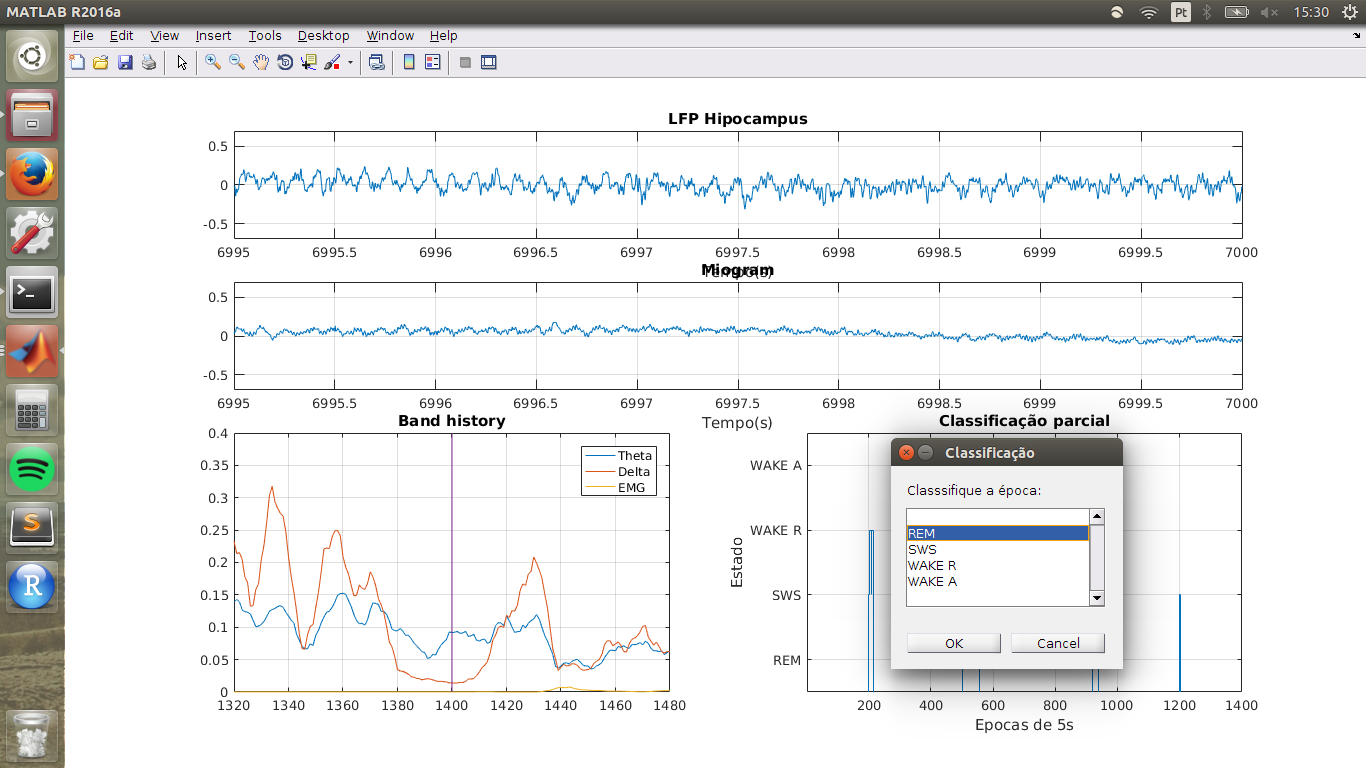 MATLAB R2016a
Pt
15:30
File Edit View Insert Tools Desktop Window Help
LFP Hipocampus
0.5
0
-0.5
6995 6995.5 6996 6996.5 6997 6997.5 6998 6998.5 6999 6999.5 7000
Tempo(s)
Miogram
0.5
0
-0.5
6995 6995.5 6996 6996.5 6997 6997.5 6998 6998.5 6999 6999.5 7000
Tempo(s)
Band history
0.4
0.35
0.3
0.25
0.2
0.15
0.1
0.05
0
1320 1340 1360 1380 1400 1420 1440 1460 1480
Theta
Delta
EMG
Classificação parcial
WAKE A
WAKE R
SWS
REM
Estado
200 400 600 800 1000 1200 1400
Epocas de 5s
Classificação
Classsifique a época:
REM
SWS
WAKE R
WAKE A
OK Cancel
S
R